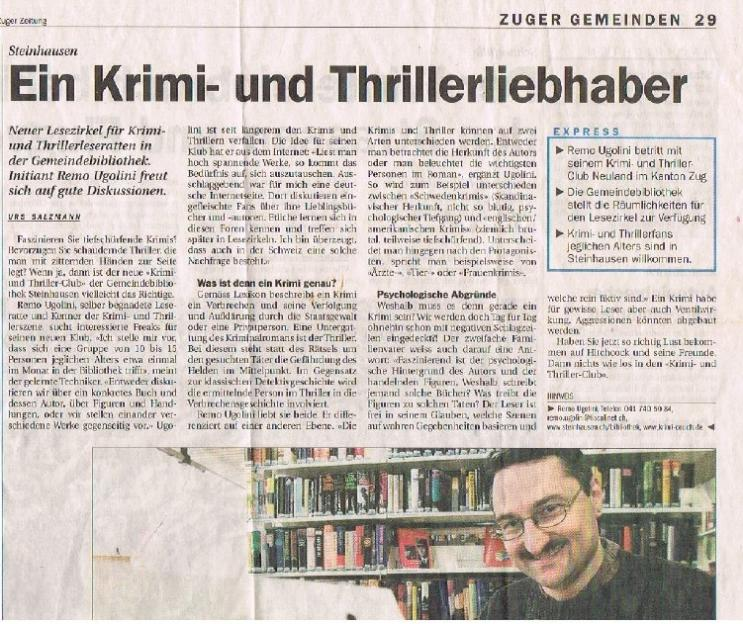 Zuger Zeitung
ZUGER GEMEINDEN 29
Steinhausen
Ein Krimi- und Thrillerliebhaber
Neuer Lesezirkel für Krimi-
und Thrillerleseratten in
der Gemeindebibliothek.
Initiant Remo Ugolini freut
sich auf gute Diskussionen.
URS SALZMANN
Faszinieren Sie tiefschürfende Krimis?
Bevorzugen Sie schaudernde Thriller, die
man mit zitternden Händen zur Seite
legt? Wenn ja, dann ist der neue «Krimi-
und Thriller-Club» der Gemeindebiblio-
thek Steinhausen vielleicht das Richtige.
Remo Ugolini, selber begnadete Lese-
ratte und Kenner der Krimi- und Thril-
lerszene, sucht interessierte Freaks für
seinen neuen Klub. «Ich stelle mir vor,
dass sich eine Gruppe von 10 bis 15
Personen jeglichen Alters etwa einmal
im Monat in der Bibliothek trifft», meint
der gelernte Techniker. «Entweder disku-
tieren wir über ein konkretes Buch und
dessen Autor, über Figuren und Hand-
lungen, oder wir stellen einander ver-
schiedene Werke gegenseitig vor.» Ugo-
lini ist seit längerem den Krimis und
Thrillern verfallen. Die Idee für seinen
Klub hat er aus dem Internet: «Liest man
hoch spannende Werke, so kommt das
Bedürfnis auf, sich auszutauschen. Aus-
schlaggebend war für mich eine deut-
sche Internetseite. Dort diskutieren ein-
gefleischte Fans über ihre Lieblingsbü-
cher und -autoren. Etliche lernen sich in
diesen Foren kennen und treffen sich
später in Lesezirkeln. Ich bin überzeugt,
dass auch in der Schweiz eine solche
Nachfrage besteht.»
Was ist denn ein Krimi genau?
Gemäss Lexikon beschreibt ein Krimi
ein Verbrechen und seine Verfolgung
und Aufklärung durch die Staatsgewalt
oder eine Privatperson. Eine Untergat-
tung des Kriminalromans ist der Thriller.
Bei diesem steht statt des Rätsels um
den gesuchten Täter die Gefährdung des
Helden im Mittelpunkt. Im Gegensatz
zur klassischen Detektivgeschichte wird
die ermittelnde Person im Thriller in die
Verbrechensgeschichte involviert.
Remo Ugolini liebt sie beide. Er diffe-
renziert auf einer anderen Ebene. «Die
Krimis und Thriller können auf zwei
Arten unterschieden werden. Entweder
man betrachtet die Herkunft des Autors
oder man beleuchtet die wichtigsten
Personen im Roman», ergänzt Ugolini.
So wird zum Beispiel unterschieden
zwischen «Schwedenkrimis» (Skandina-
vischer Herkunft, nicht so blutig, psy-
chologischer Tiefgang) und «englischen/
amerikanischen Krimis» (ziemlich bru-
tal, teilweise tiefschürfend). Unterschei-
det man hingegen nach den Protagonis-
ten, spricht man beispielsweise von
«Ärzte-», «Tier-» oder «Frauenkrimis».
Psychologische Abgründe
Weshalb muss es denn gerade ein
Krimi sein? Wir werden doch Tag für Tag
ohnehin schon mit negativen Schlagzei-
len eingedeckt! Der zweifache Fami-
lienvater weiss auch darauf eine Ant-
wort: «Faszinierend ist der psychologi-
sche Hintergrund des Autors und der
handelnden Figuren. Weshalb schreibt
jemand solche Bücher? Was treibt die
Figuren zu solchen Taten? Der Leser ist
frei in seinem Glauben, welche Szenen
auf wahren Gegebenheiten basieren und
EXPRESS
▶ Remo Ugolini betritt mit
seinem Krimi- und Thriller-
Club Neuland im Kanton Zug.
▶ Die Gemeindebibliothek
stellt die Räumlichkeiten für
den Lesezirkel zur Verfügung.
▶ Krimi- und Thrillerfans
jeglichen Alters sind in
Steinhausen willkommen.
welche rein fiktiv sind.» Ein Krimi habe
für gewisse Leser aber auch Ventilwir-
kung. Aggressionen könnten abgebaut
werden.
Haben Sie jetzt so richtig Lust bekom-
men auf Hitchcock und seine Freunde.
Dann nichts wie los in den «Krimi- und
Thriller-Club».
HINWEIS
▶ Remo Ugolini, Telefon 041 740 50 84,
www.steinhausen.ch/bibliothek, www.krimi-couch.de ◀